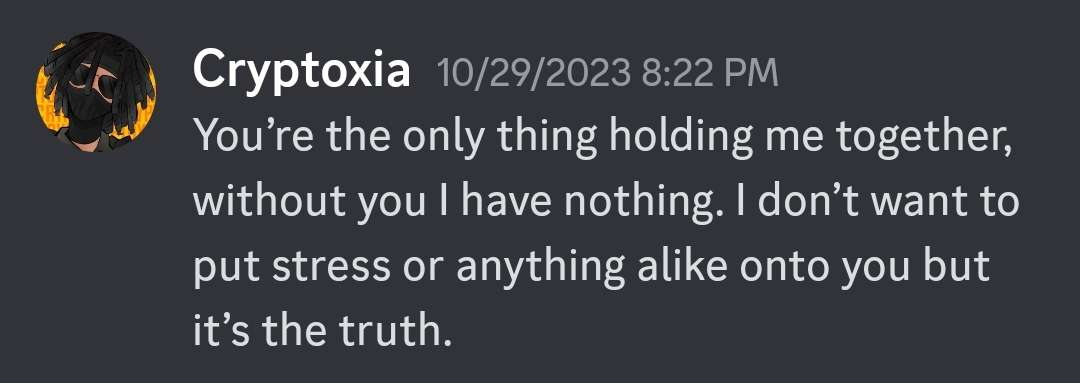 Cryptoxia 10/29/2023 8:22 PM
You’re the only thing holding me together,
without you I have nothing. I don’t want to
put stress or anything alike onto you but
it’s the truth.